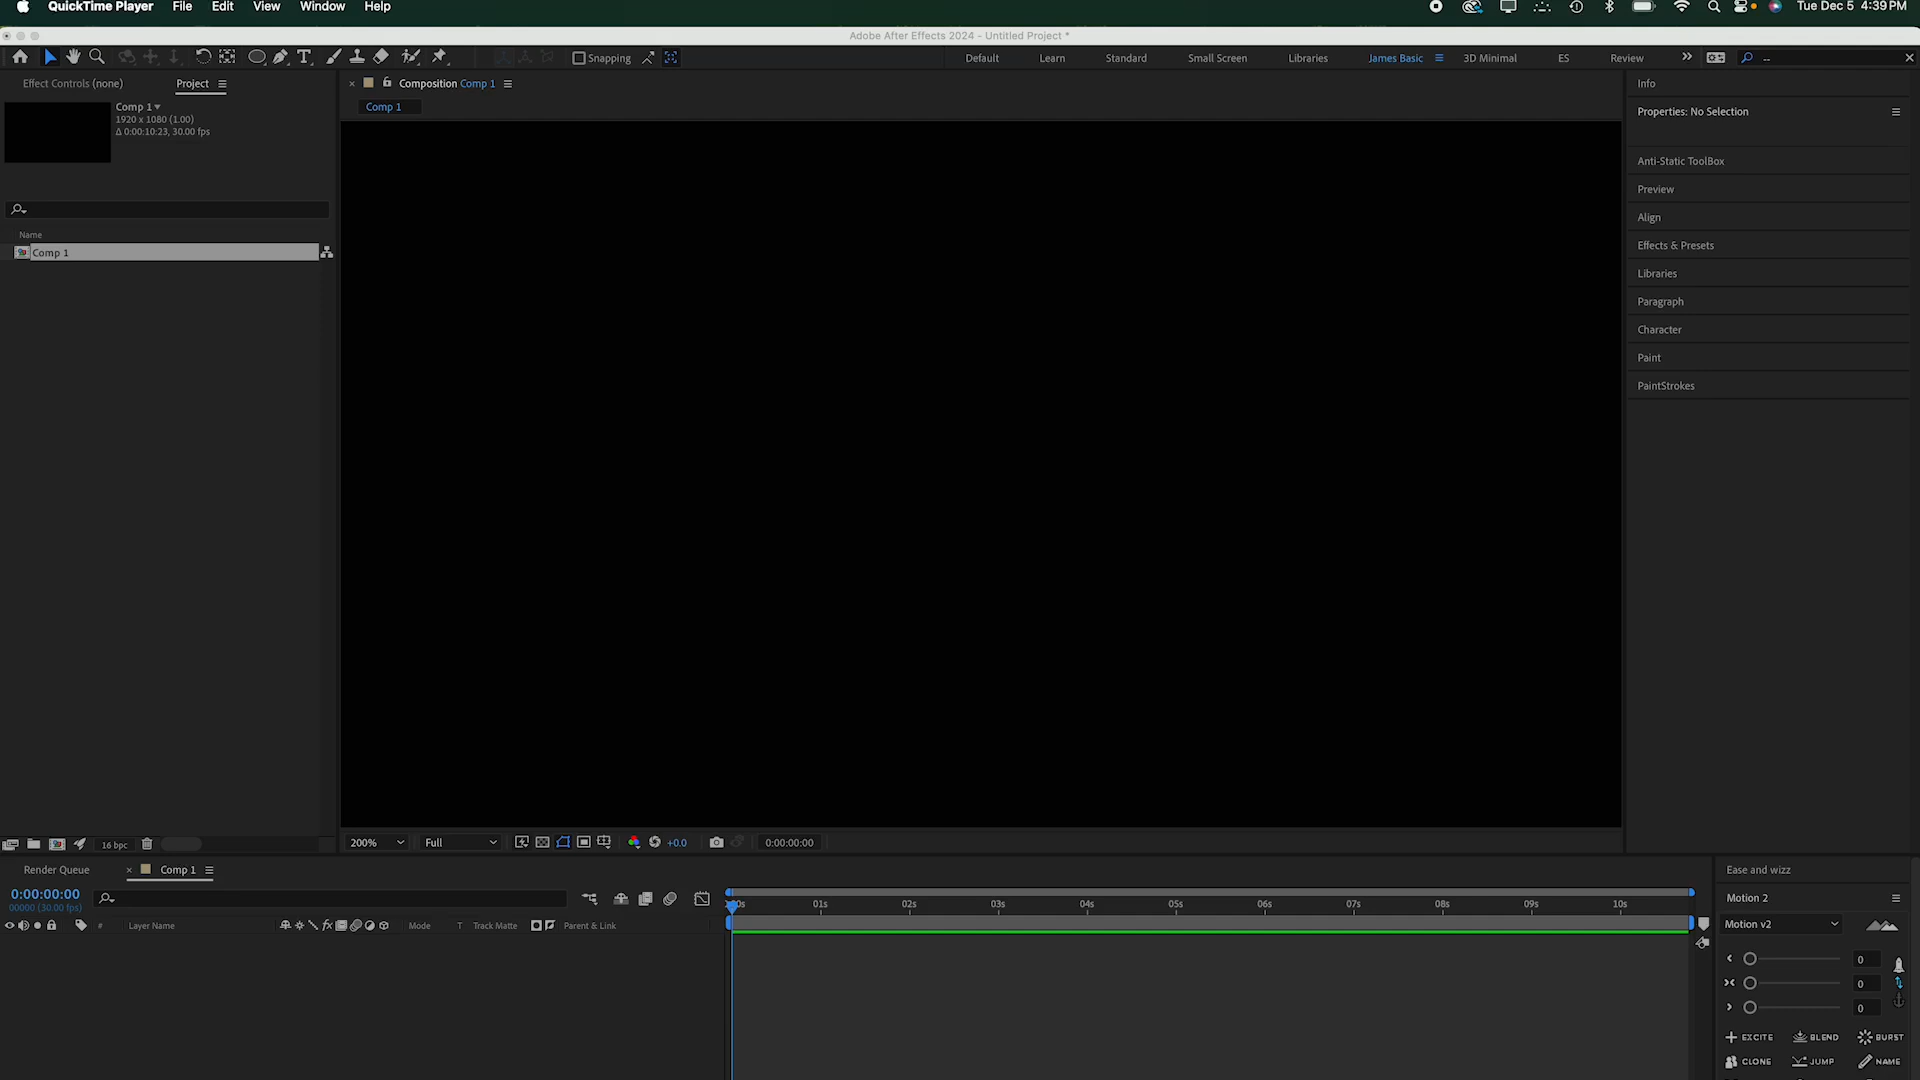 QuickTime Player File Edit View Window Help Tue Dec 5 4:39 PM
Adobe After Effects 2024 - Untitled Project *
Snapping Default Learn Standard Small Screen Libraries James Basic 3D Minimal ES Review
Effect Controls (none) Project
Comp 1
1920 x 1080 (1.00)
Δ 0:00:10:23, 30.00 fps
Name
Comp 1
16 bpc
Composition Comp 1
Comp 1
200% Full +0.0 0:00:00:00
Info
Properties: No Selection
Anti-Static ToolBox
Preview
Align
Effects & Presets
Libraries
Paragraph
Character
Paint
PaintStrokes
Render Queue Comp 1
0:00:00:00
00000 (30.00 fps)
# Layer Name fx Mode T Track Matte Parent & Link
01s 02s 03s 04s 05s 06s 07s 08s 09s 10s
Ease and wizz
Motion 2
Motion v2
0
0
0
EXCITE BLEND BURST
CLONE JUMP NAME